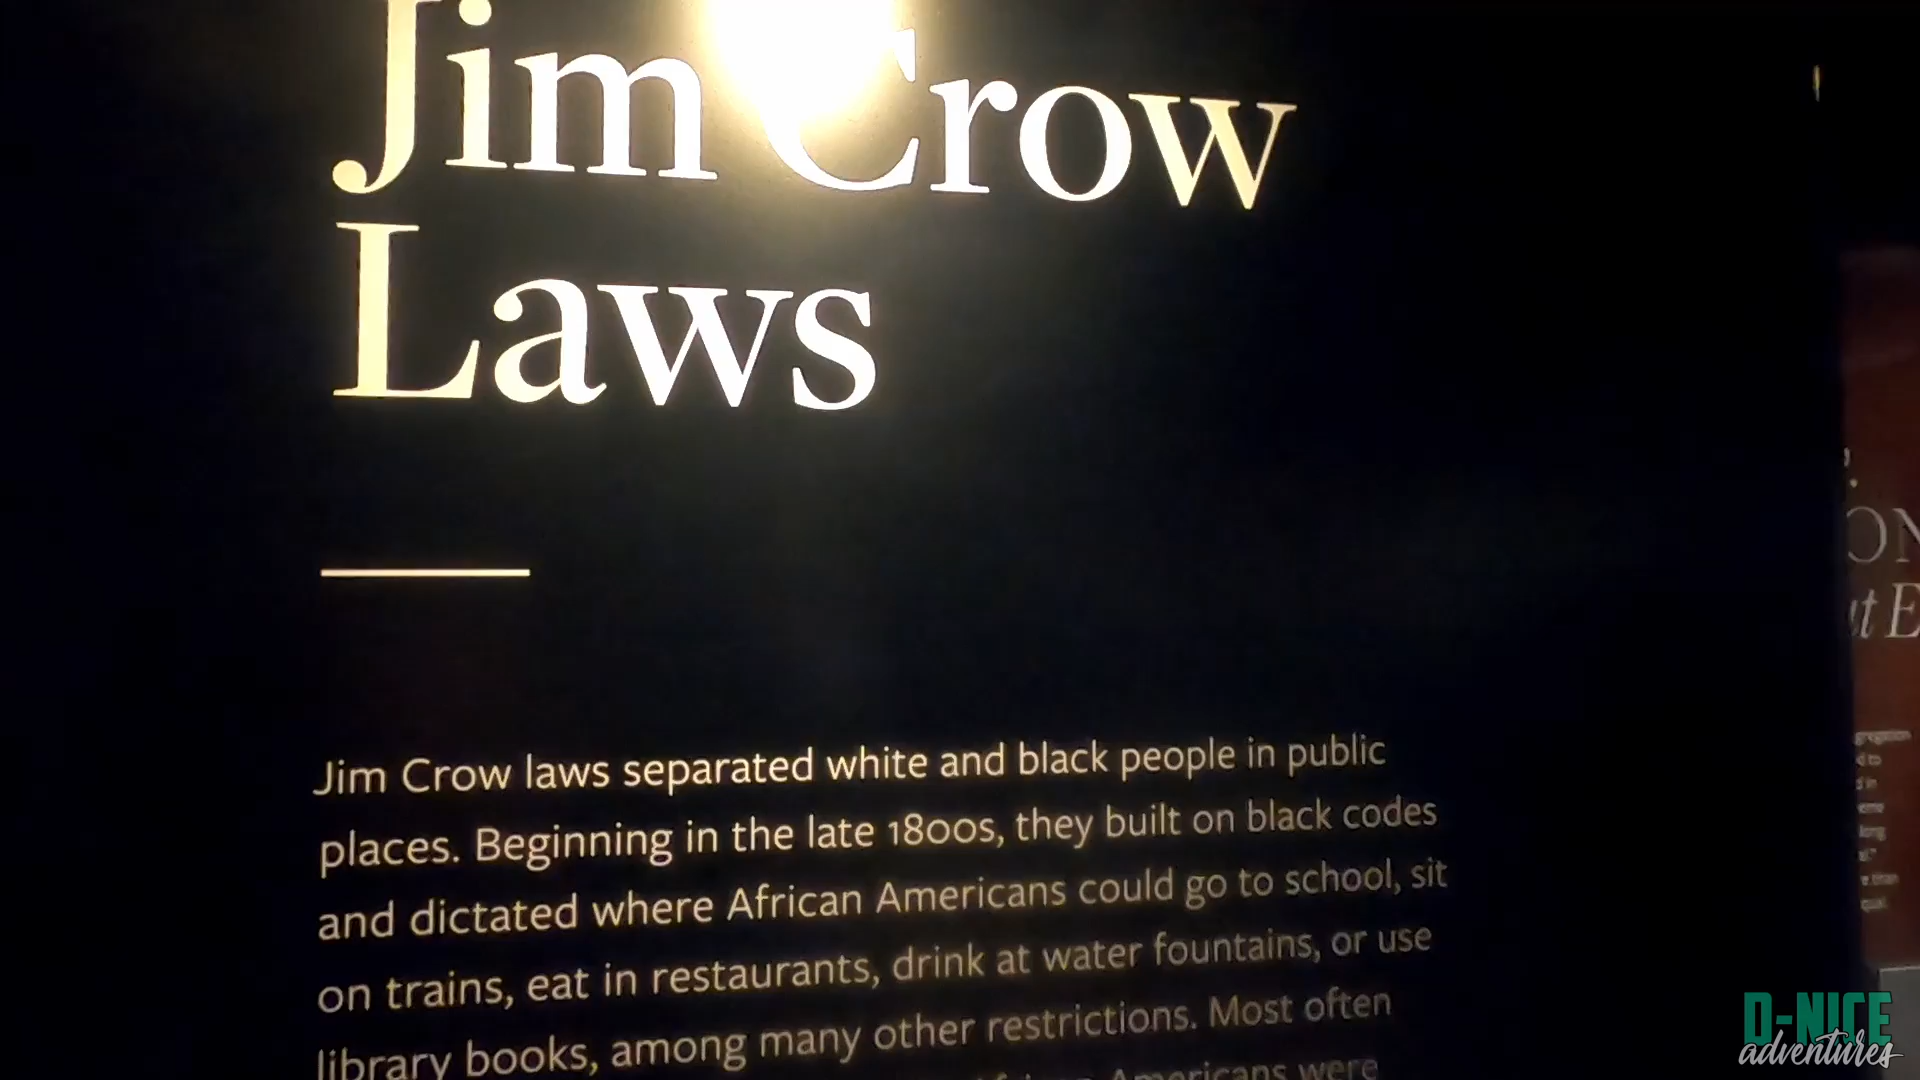 Jim Crow
Laws
Jim Crow laws separated white and black people in public
places. Beginning in the late 1800s, they built on black codes
and dictated where African Americans could go to school, sit
on trains, eat in restaurants, drink at water fountains, or use
library books, among many other restrictions. Most often
Americans were
D-NICE
adventures